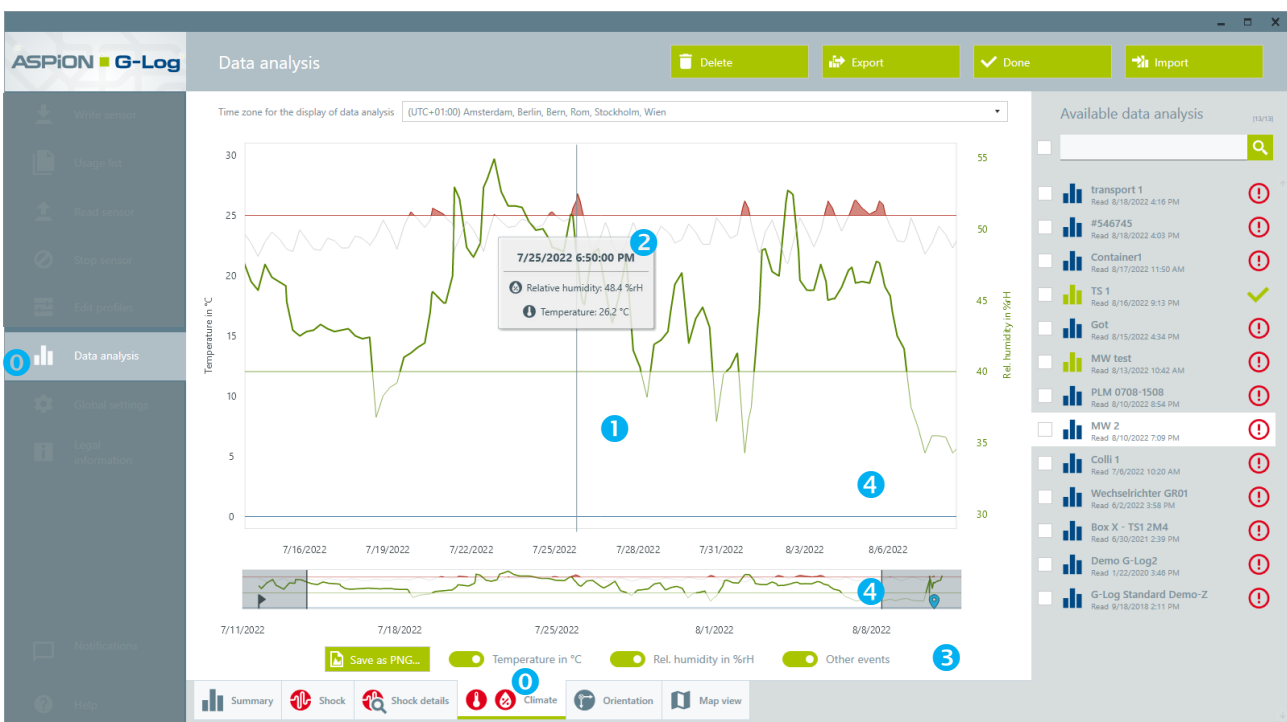 ASPiON G-Log
Data analysis
Delete
Export
Done
Import
Write sensor
Usage list
Read sensor
Stop sensor
Edit profiles
0
Data analysis
Global settings
Legal
information
Notifications
Help
Time zone for the display of data analysis
(UTC+01:00) Amsterdam, Berlin, Bern, Rom, Stockholm, Wien
Temperature in °C
30
25
20
15
10
5
0
55
50
45
40
35
30
Rel. humidity in %rH
2
7/25/2022 6:50:00 PM
Relative humidity: 48.4 %rH
Temperature: 26.2 °C
1
4
7/16/2022 7/19/2022 7/22/2022 7/25/2022 7/28/2022 7/31/2022 8/3/2022 8/6/2022
4
7/11/2022 7/18/2022 7/25/2022 8/1/2022 8/8/2022
Save as PNG...
Temperature in °C
Rel. humidity in %rH
Other events
3
0
Summary
Shock
Shock details
Climate
Orientation
Map view
Available data analysis
[13/13]
transport 1
Read 8/18/2022 4:16 PM
#546745
Read 8/18/2022 4:03 PM
Container1
Read 8/17/2022 11:50 AM
TS 1
Read 8/16/2022 9:13 PM
Got
Read 8/15/2022 4:34 PM
MW test
Read 8/13/2022 10:42 AM
PLM 0708-1508
Read 8/10/2022 8:54 PM
MW 2
Read 8/10/2022 7:09 PM
Colli 1
Read 7/6/2022 10:20 AM
Wechselrichter GR01
Read 6/2/2022 3:58 PM
Box X - TS1 2M4
Read 6/30/2021 2:39 PM
Demo G-Log2
Read 1/22/2020 3:46 PM
G-Log Standard Demo-Z
Read 9/18/2018 2:11 PM